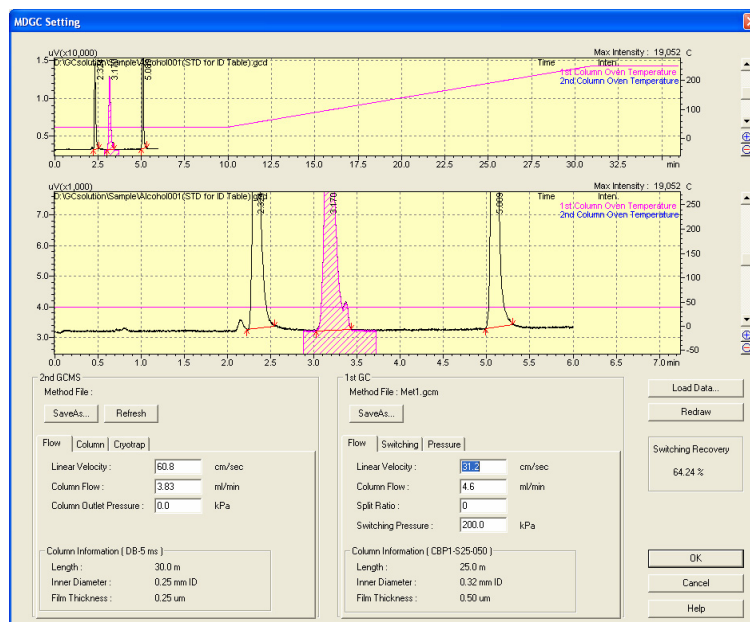 MDGC Setting
uV(x10,000)
Max Intensity : 19,052 C
D:\GCsolution\Sample\Alcohol001(STD for ID Table).gcd
Time Inten.
1st Column Oven Temperature
2nd Column Oven Temperature
1.5
1.0
0.5
200
100
0
0.0 2.5 5.0 7.5 10.0 12.5 15.0 17.5 20.0 22.5 25.0 27.5 30.0 32.5 min
uV(x1,000)
Max Intensity : 19,052 C
D:\GCsolution\Sample\Alcohol001(STD for ID Table).gcd
Time Inten.
1st Column Oven Temperature
2nd Column Oven Temperature
3.170
7.0
6.0
5.0
4.0
3.0
250
200
150
100
50
0
-50
0.0 0.5 1.0 1.5 2.0 2.5 3.0 3.5 4.0 4.5 5.0 5.5 6.0 6.5 7.0 min
2nd GCMS
Method File :
SaveAs... Refresh
Flow Column Cryotrap
Linear Velocity : 60.8 cm/sec
Column Flow : 3.83 ml/min
Column Outlet Pressure : 0.0 kPa
Column Information ( DB-5 ms )
Length : 30.0 m
Inner Diameter : 0.25 mm ID
Film Thickness : 0.25 um
1st GC
Method File : Met1.gcm
SaveAs...
Flow Switching Pressure
Linear Velocity : 31.2 cm/sec
Column Flow : 4.6 ml/min
Split Ratio : 0
Switching Pressure : 200.0 kPa
Column Information ( CBP1-S25-050 )
Length : 25.0 m
Inner Diameter : 0.32 mm ID
Film Thickness : 0.50 um
Load Data...
Redraw
Switching Recovery
64.24 %
OK
Cancel
Help